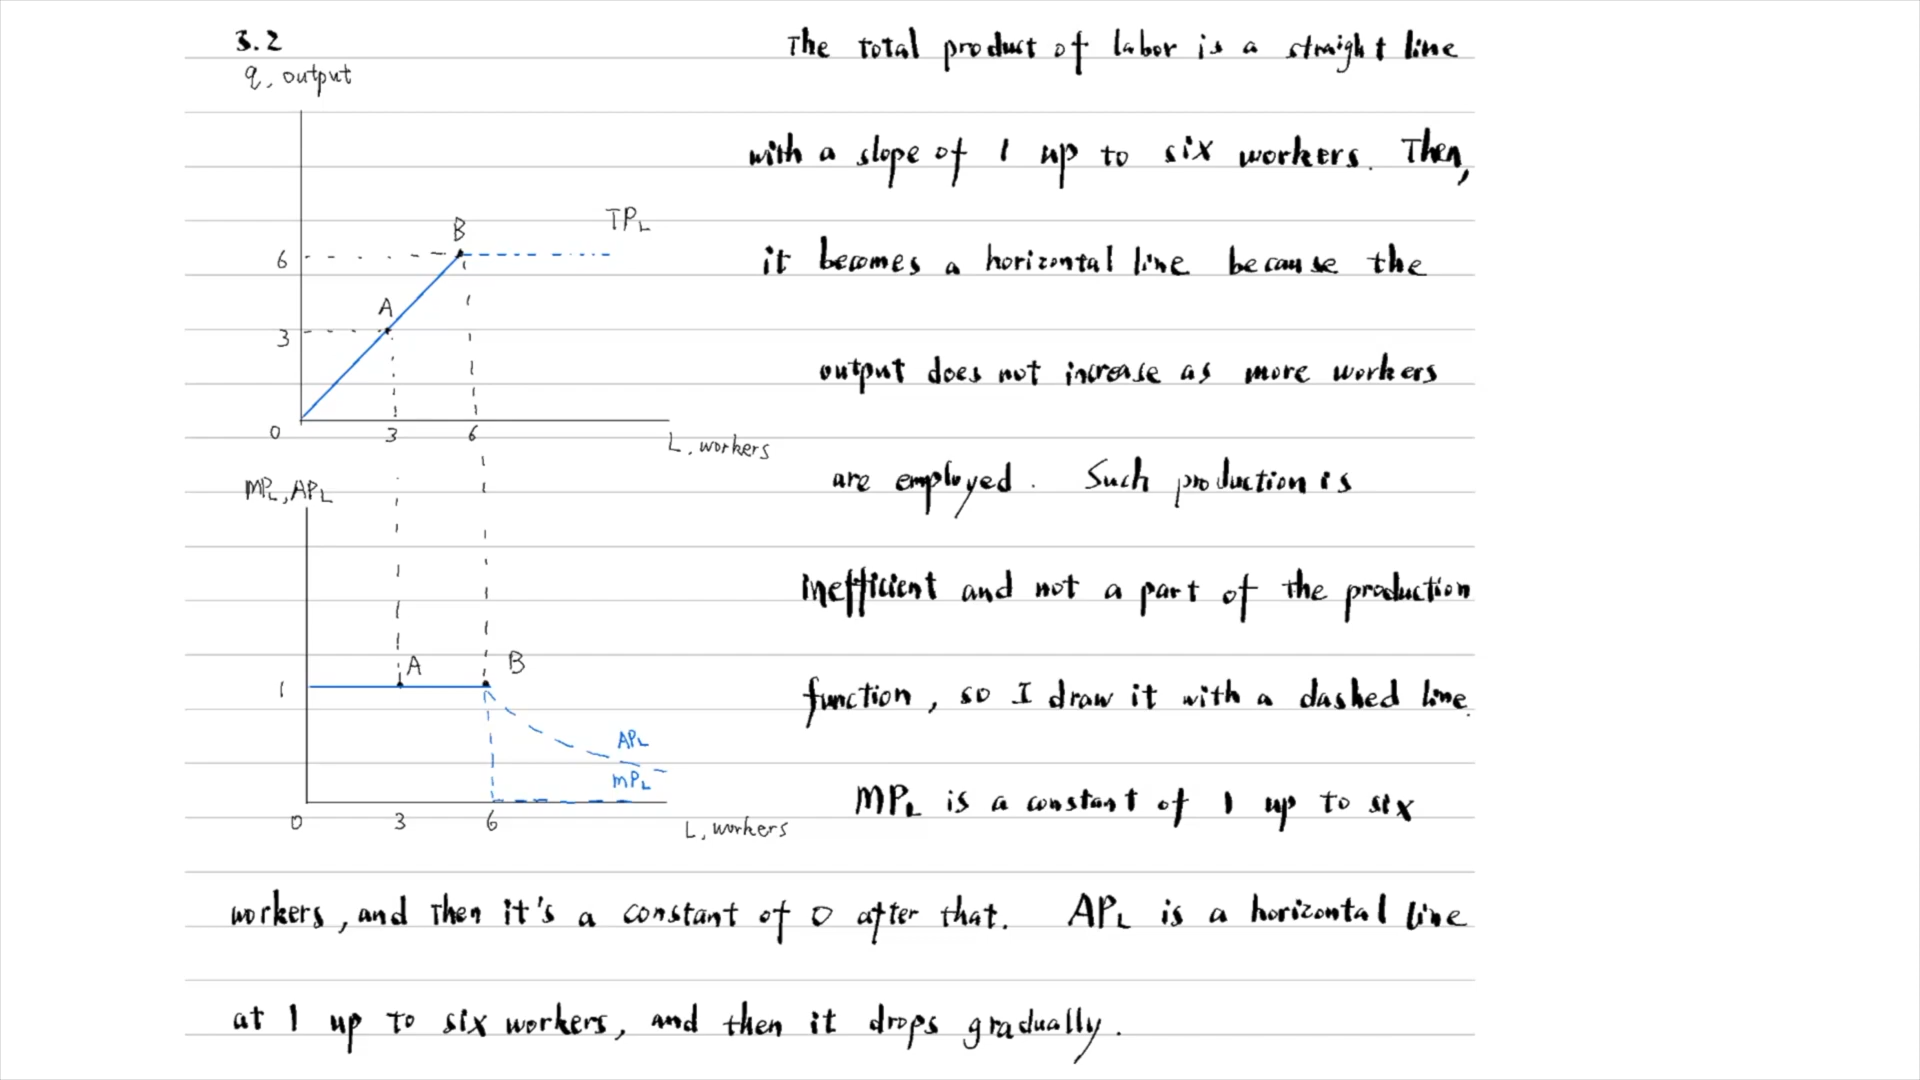 3.2
q, output
6
3
A
B
TPL
0
3
6
L, workers
MPL, APL
1
A
B
APL
MPL
0
3
6
L, workers
The total product of labor is a straight line
with a slope of 1 up to six workers. Then,
it becomes a horizontal line because the
output does not increase as more workers
are employed. Such production is
inefficient and not a part of the production
function, so I draw it with a dashed line.
MPL is a constant of 1 up to six
workers, and then it's a constant of 0 after that. APL is a horizontal line
at 1 up to six workers, and then it drops gradually.